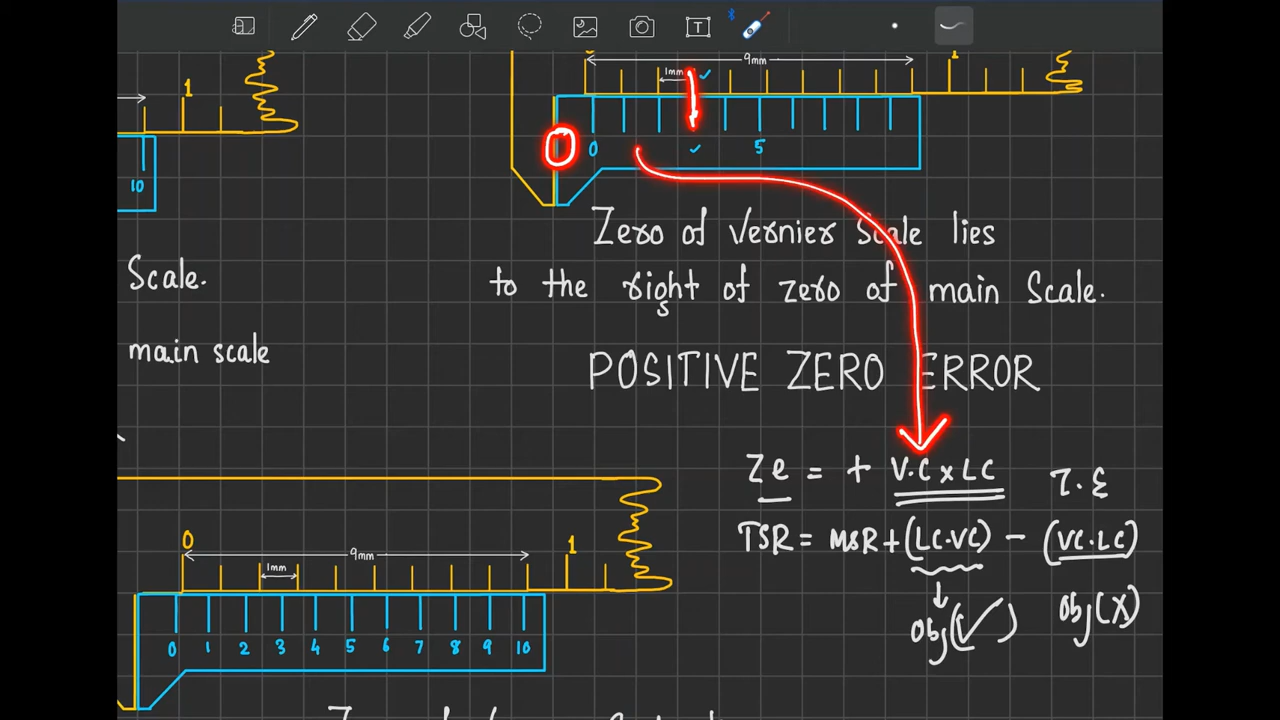 T
1
9mm
1
1mm
10
0 5
0
Zero of Vernier Scale lies
to the right of zero of main Scale.
Scale.
main scale
POSITIVE ZERO ERROR
Ze = + V.C x LC
Z.E
TSR = MSR + (LC.VC) - (VC.LC)
Obj(✓)
Obj(X)
0 9mm 1
1mm
0 1 2 3 4 5 6 7 8 9 10